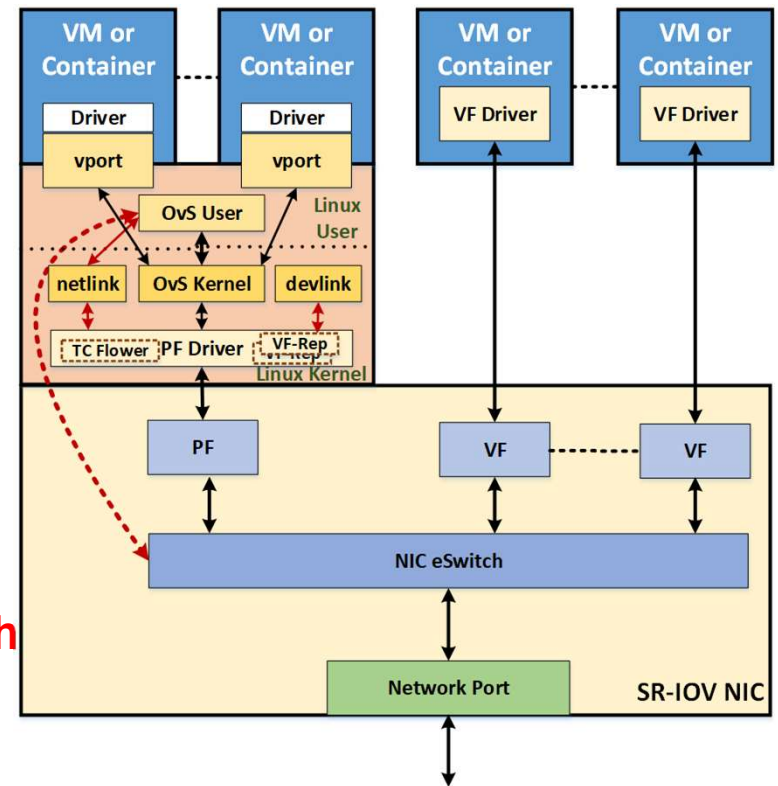 VM or
Container
VM or
Container
VM or
Container
VM or
Container
Driver
Driver
VF Driver
VF Driver
vport
vport
OvS User
Linux
User
netlink
OvS Kernel
devlink
TC Flower
PF Driver
VF-Rep
Linux Kernel
PF
VF
VF
NIC eSwitch
h
Network Port
SR-IOV NIC